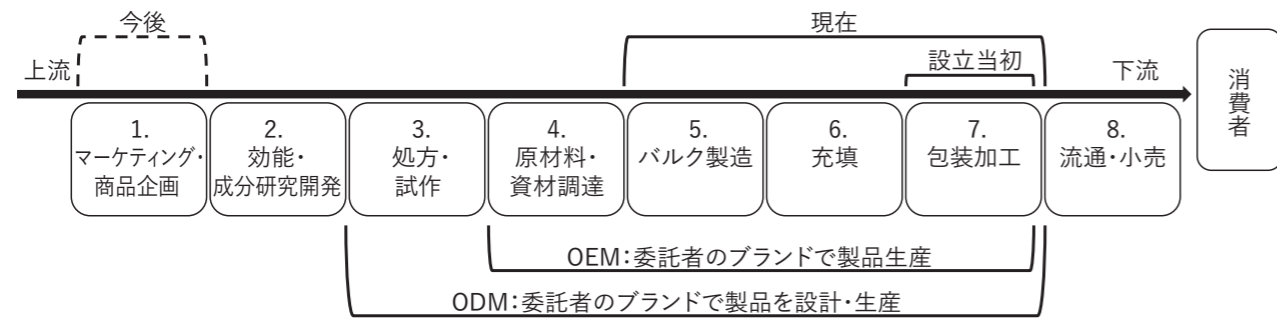 今後
現在
設立当初
上流
下流
消費者
1.
マーケティング・
商品企画
2.
効能・
成分研究開発
3.
処方・
試作
4.
原材料・
資材調達
5.
バルク製造
6.
充填
7.
包装加工
8.
流通・小売
OEM：委託者のブランドで製品生産
ODM：委託者のブランドで製品を設計・生産